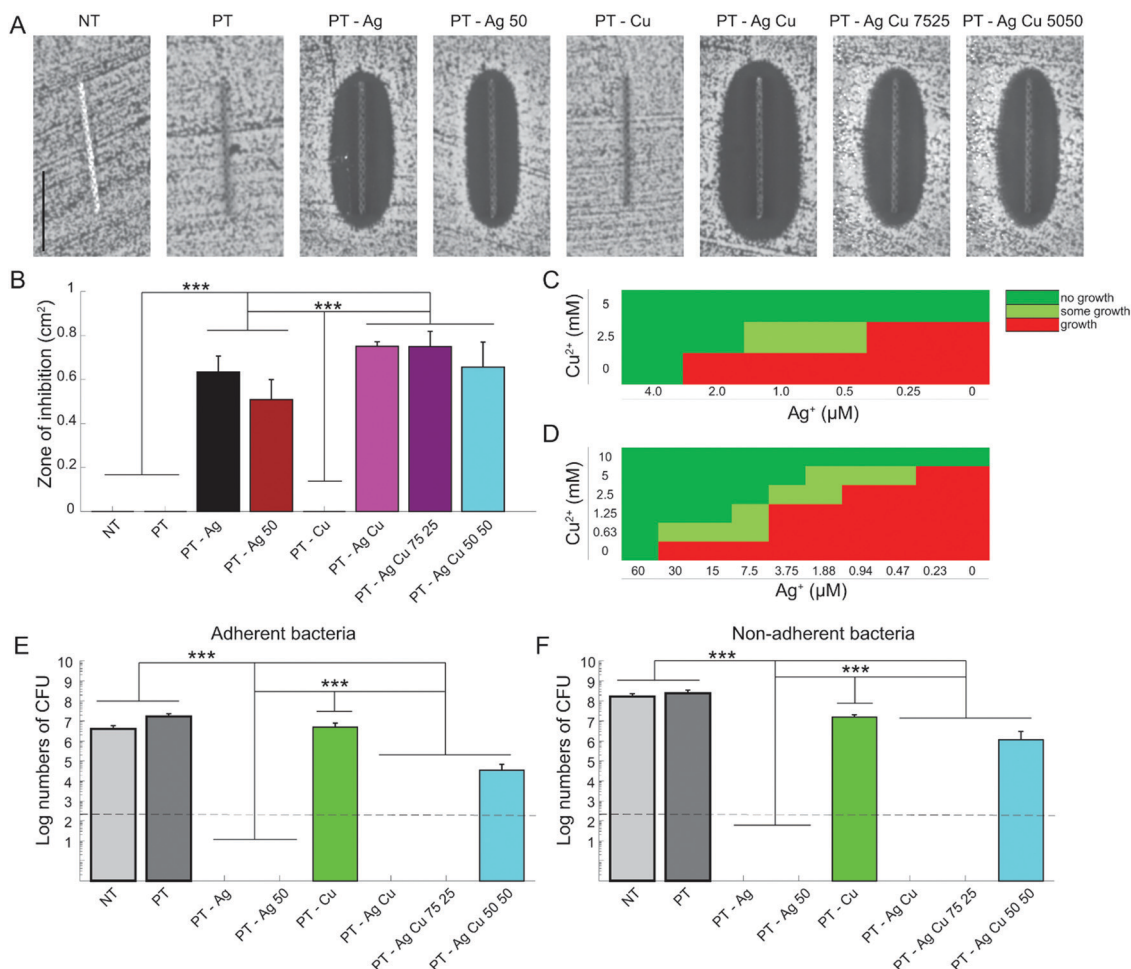 A
NT
PT
PT - Ag
PT - Ag 50
PT - Cu
PT - Ag Cu
PT - Ag Cu 7525
PT - Ag Cu 5050
B
Zone of inhibition (cm²)
1
0.8
0.6
0.4
0.2
0
***
***
NT
PT
PT - Ag
PT - Ag 50
PT - Cu
PT - Ag Cu
PT - Ag Cu 75 25
PT - Ag Cu 50 50
C
Cu²⁺ (mM)
5
2.5
0
4.0
2.0
1.0
0.5
0.25
0
Ag⁺ (µM)
no growth
some growth
growth
D
Cu²⁺ (mM)
10
5
2.5
1.25
0.63
0
60
30
15
7.5
3.75
1.88
0.94
0.47
0.23
0
Ag⁺ (µM)
E
Adherent bacteria
Log numbers of CFU
10
9
8
7
6
5
4
3
2
1
***
***
NT
PT
PT - Ag
PT - Ag 50
PT - Cu
PT - Ag Cu
PT - Ag Cu 75 25
PT - Ag Cu 50 50
F
Non-adherent bacteria
Log numbers of CFU
10
9
8
7
6
5
4
3
2
1
***
***
NT
PT
PT - Ag
PT - Ag 50
PT - Cu
PT - Ag Cu
PT - Ag Cu 75 25
PT - Ag Cu 50 50